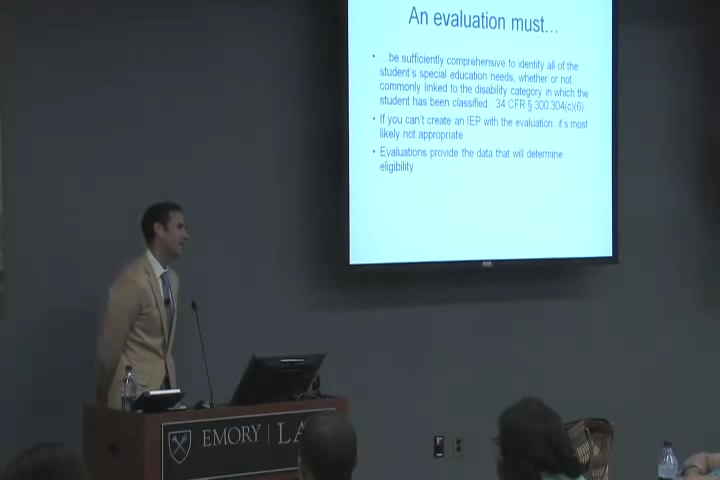 An evaluation must...
• ...be sufficiently comprehensive to identify all of the
student's special education needs, whether or not
commonly linked to the disability category in which the
student has been classified. 34 CFR § 300.304(c)(6).
• If you can't create an IEP with the evaluation, it's most
likely not appropriate
• Evaluations provide the data that will determine
eligibility
EMORY | LA